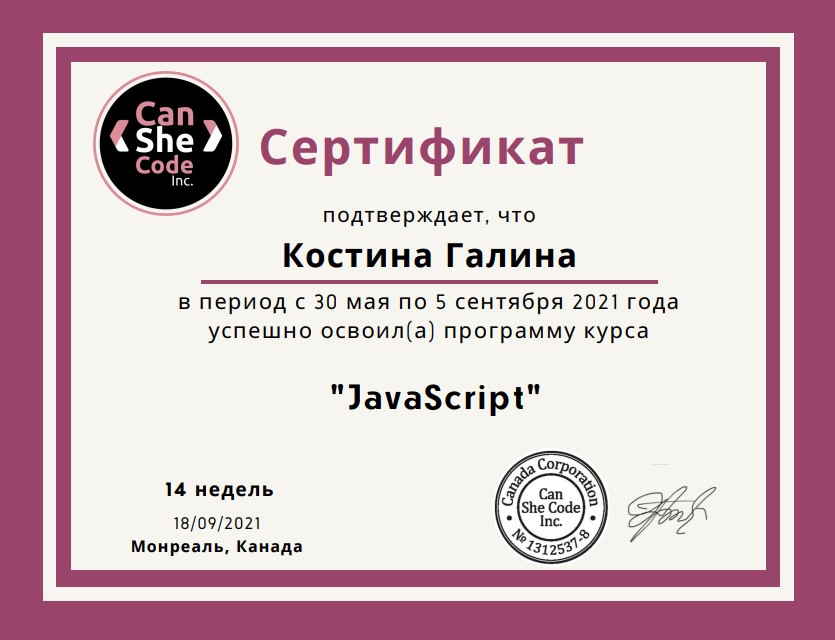 Can
She
Code
Inc.
Сертификат
подтверждает, что
Костина Галина
в период с 30 мая по 5 сентября 2021 года
успешно освоил(а) программу курса
"JavaScript"
14 недель
18/09/2021
Монреаль, Канада
Canada Corporation
Can
She Code
Inc.
№ 1312537-8